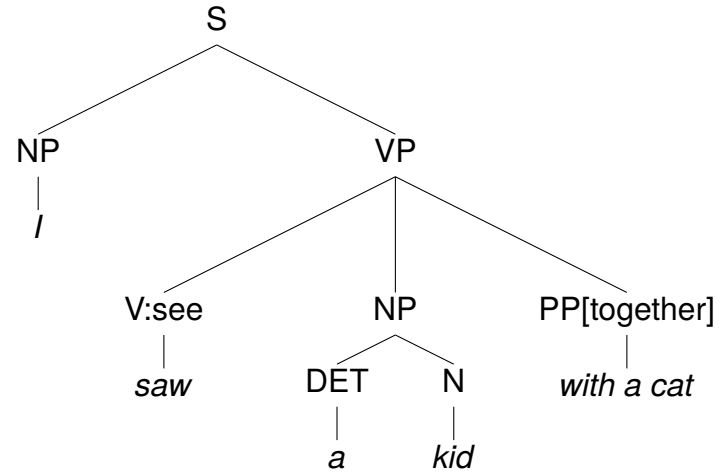 S
NP VP
I
V:see NP PP[together]
saw DET N with a cat
a kid